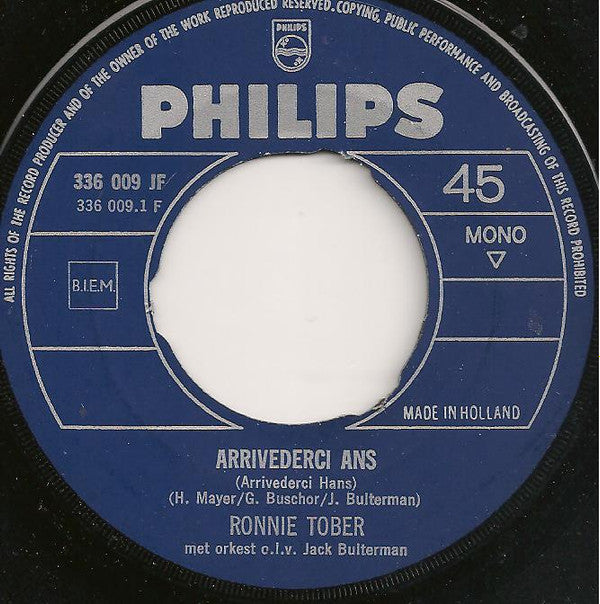 ALL RIGHTS OF THE RECORD PRODUCER AND OF THE OWNER OF THE WORK REPRODUCED RESERVED. COPYING, PUBLIC PERFORMANCE AND BROADCASTING OF THIS RECORD PROHIBITED
PHILIPS
PHILIPS
336 009 JF
336 009.1 F
45
MONO
B.I.E.M.
MADE IN HOLLAND
ARRIVEDERCI ANS
(Arrivederci Hans)
(H. Mayer/G. Buschor/J. Bulterman)
RONNIE TOBER
met orkest o.l.v. Jack Bulterman